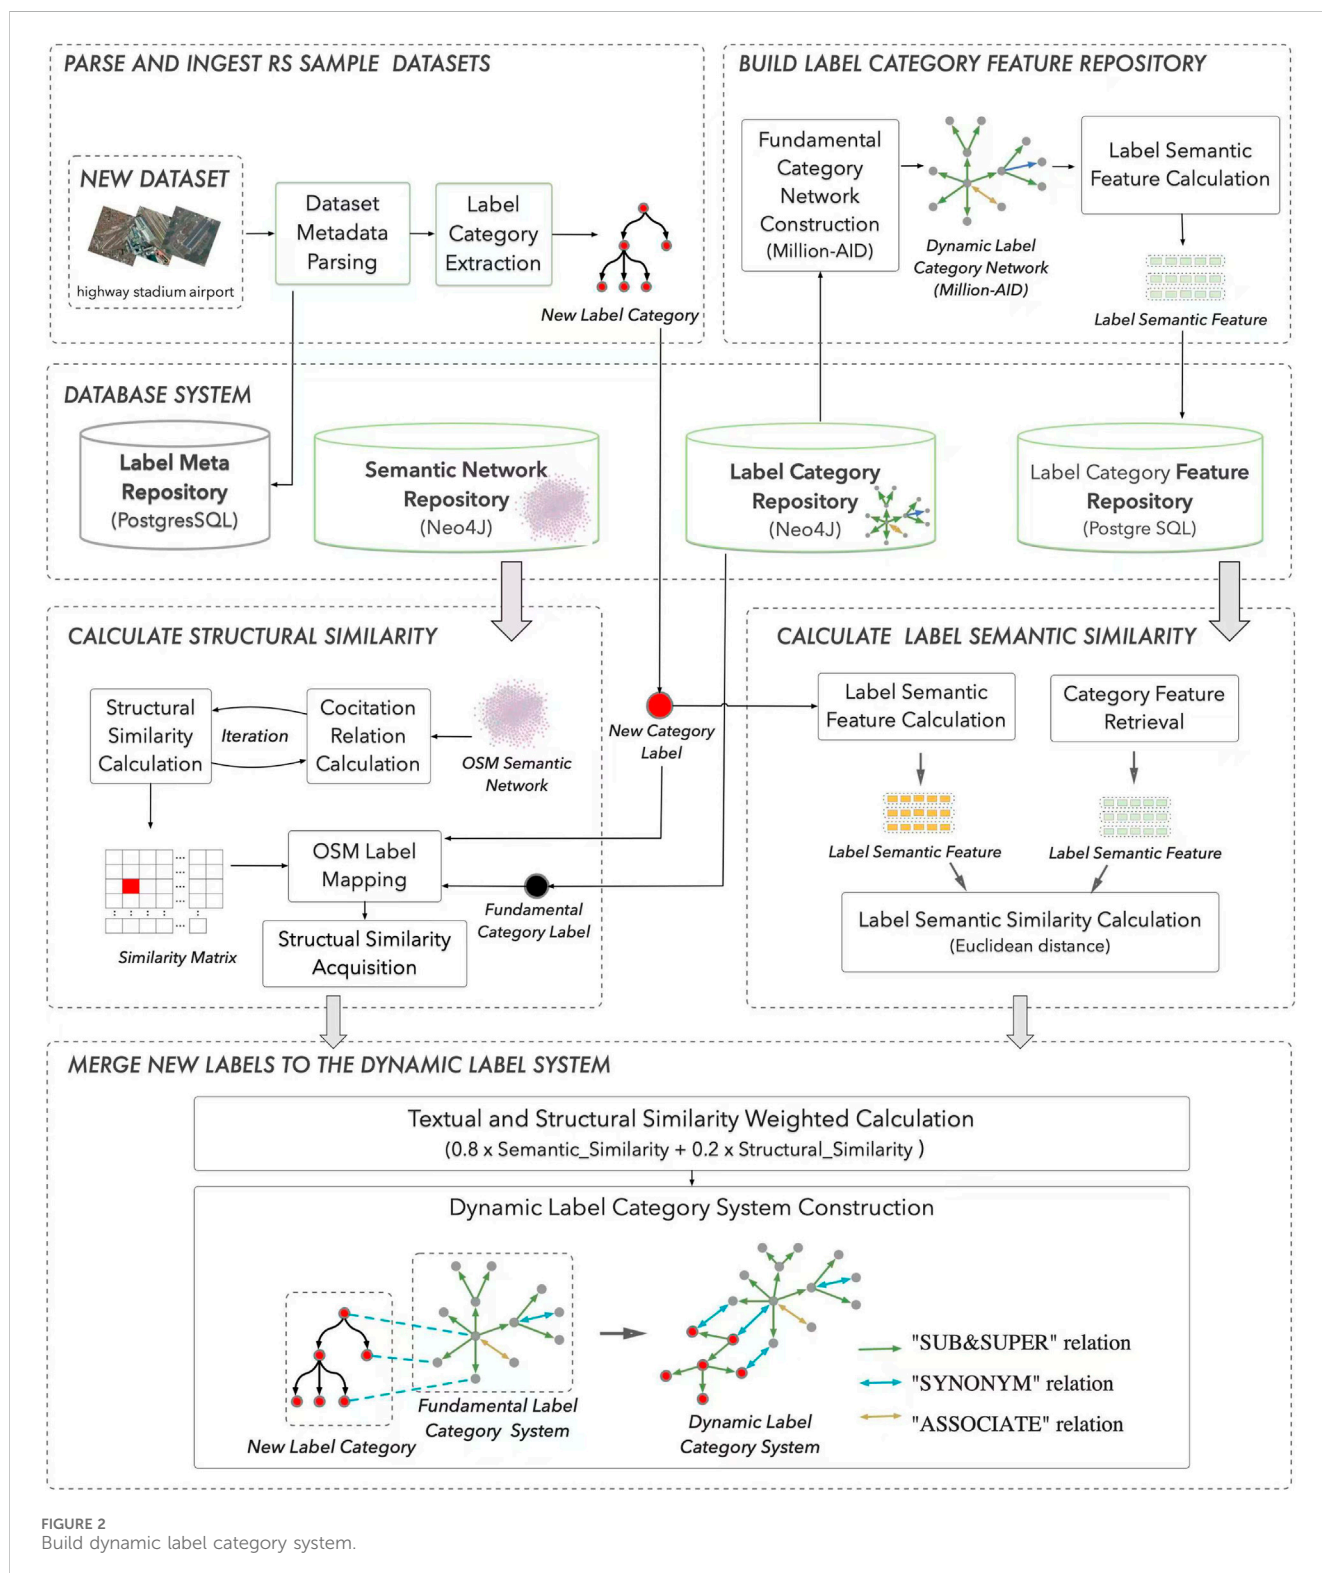 PARSE AND INGEST RS SAMPLE DATASETS
NEW DATASET
highway stadium airport
Dataset
Metadata
Parsing
Label
Category
Extraction
New Label Category
BUILD LABEL CATEGORY FEATURE REPOSITORY
Fundamental
Category
Network
Construction
(Million-AID)
Dynamic Label
Category Network
(Million-AID)
Label Semantic
Feature Calculation
Label Semantic Feature
DATABASE SYSTEM
Label Meta
Repository
(PostgresSQL)
Semantic Network
Repository
(Neo4J)
Label Category
Repository
(Neo4J)
Label Category Feature
Repository
(Postgre SQL)
CALCULATE STRUCTURAL SIMILARITY
Structural
Similarity
Calculation
Iteration
Cocitation
Relation
Calculation
OSM Semantic
Network
New Category
Label
OSM Label
Mapping
Fundamental
Category Label
Similarity Matrix
Structual Similarity
Acquisition
CALCULATE LABEL SEMANTIC SIMILARITY
Label Semantic
Feature Calculation
Category Feature
Retrieval
Label Semantic Feature
Label Semantic Feature
Label Semantic Similarity Calculation
(Euclidean distance)
MERGE NEW LABELS TO THE DYNAMIC LABEL SYSTEM
Textual and Structural Similarity Weighted Calculation
(0.8 x Semantic_Similarity + 0.2 x Structural_Similarity )
Dynamic Label Category System Construction
New Label Category
Fundamental Label
Category System
Dynamic Label
Category System
"SUB&SUPER" relation
"SYNONYM" relation
"ASSOCIATE" relation
FIGURE 2
Build dynamic label category system.